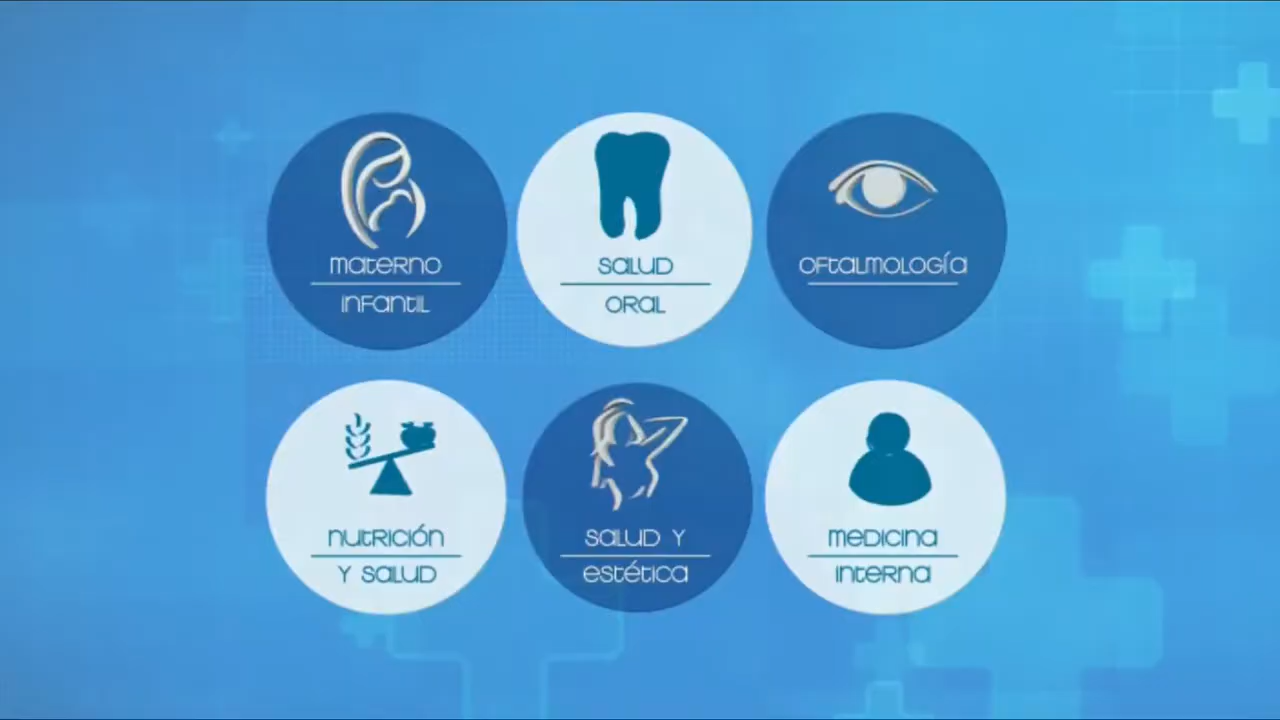 materno
infantil
salud
oral
oftalmología
nutrición
y salud
salud y
estética
medicina
interna